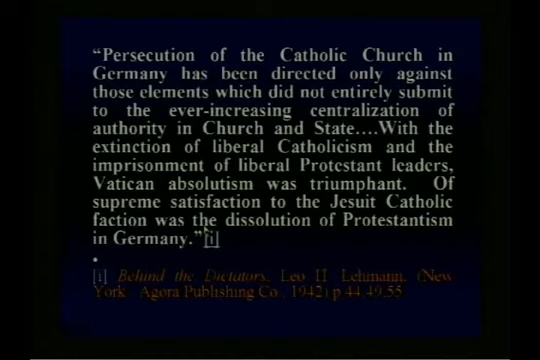 “Persecution of the Catholic Church in
Germany has been directed only against
those elements which did not entirely submit
to the ever-increasing centralization of
authority in Church and State….With the
extinction of liberal Catholicism and the
imprisonment of liberal Protestant leaders,
Vatican absolutism was triumphant. Of
supreme satisfaction to the Jesuit Catholic
faction was the dissolution of Protestantism
in Germany.”[i]
•
[i] Behind the Dictators, Leo H Lehmann, (New
York Agora Publishing Co., 1942) p 44,49,55